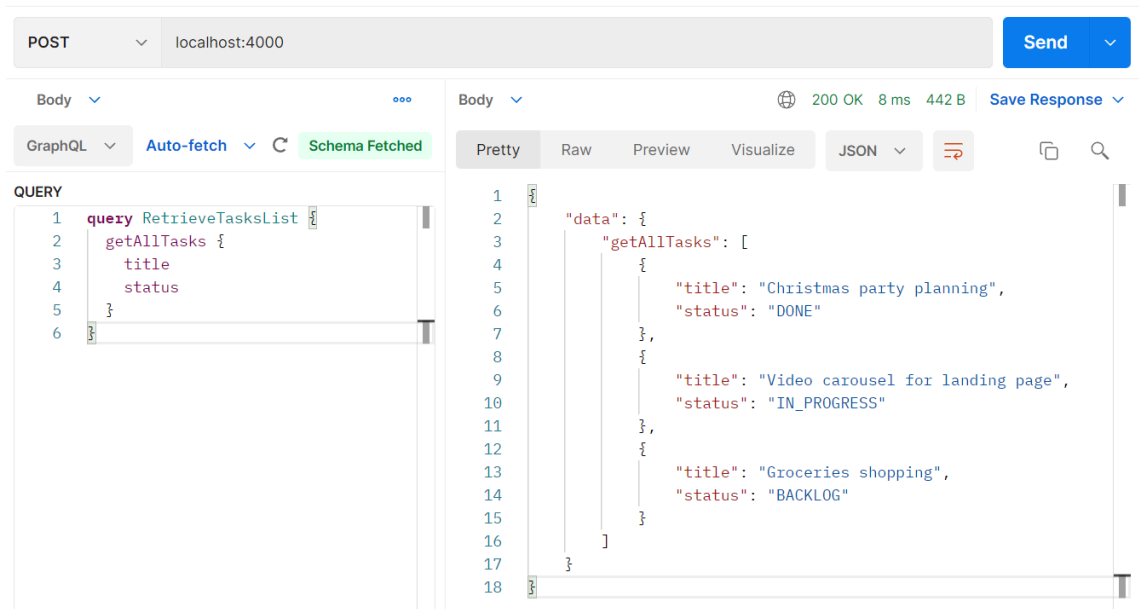 POST localhost:4000 Send
Body
GraphQL Auto-fetch Schema Fetched
QUERY
1 query RetrieveTasksList {
2   getAllTasks {
3     title
4     status
5   }
6 }
Body 200 OK 8 ms 442 B Save Response
Pretty Raw Preview Visualize JSON
1 {
2     "data": {
3         "getAllTasks": [
4             {
5                 "title": "Christmas party planning",
6                 "status": "DONE"
7             },
8             {
9                 "title": "Video carousel for landing page",
10                 "status": "IN_PROGRESS"
11             },
12             {
13                 "title": "Groceries shopping",
14                 "status": "BACKLOG"
15             }
16         ]
17     }
18 }